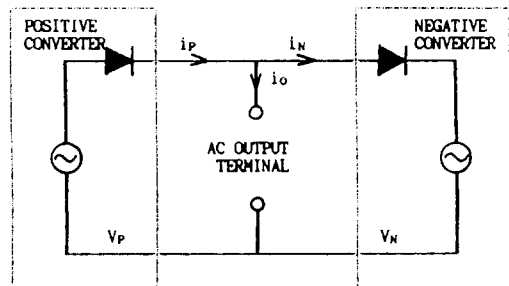 POSITIVE
CONVERTER
iP
iN
NEGATIVE
CONVERTER
iO
AC OUTPUT
TERMINAL
VP
VN